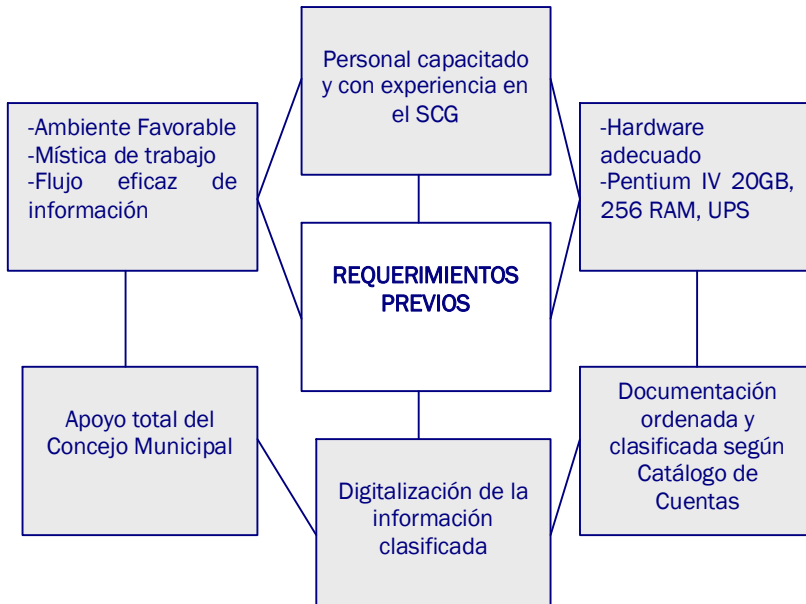 Personal capacitado
y con experiencia en
el SCG
-Ambiente Favorable
-Mística de trabajo
-Flujo eficaz de
información
-Hardware
adecuado
-Pentium IV 20GB,
256 RAM, UPS
REQUERIMIENTOS
PREVIOS
Apoyo total del
Concejo Municipal
Documentación
ordenada y
clasificada según
Catálogo de
Cuentas
Digitalización de la
información
clasificada